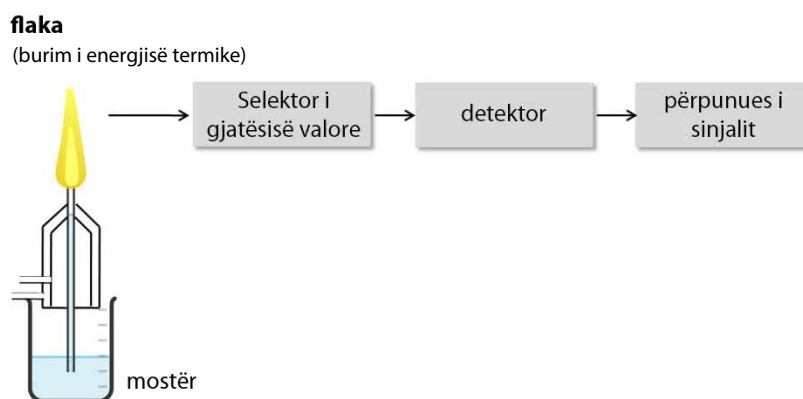 flaka
(burim i energjisë termike)
Selektor i
gjatësisë valore
detektor
përpunues i
sinjalit
mostër